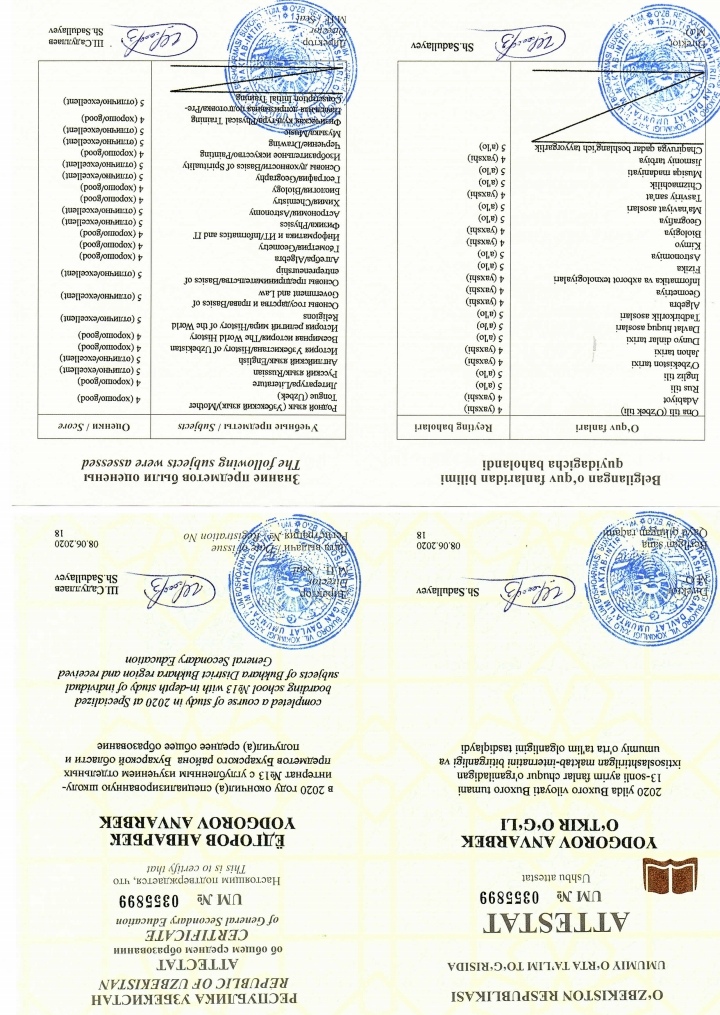 O‘ZBEKISTON RESPUBLIKASI
UMUMIY O‘RTA TA’LIM TO‘G‘RISIDA
ATTESTAT
UM № 0355899
Ushbu attestat
YODGOROV ANVARBEK
O‘TKIR O‘G‘LI
2020 yilda Buxoro viloyati Buxoro tumani
13-sonli ayrim fanlar chuqur o'rganiladigan
ixtisoslashtirilgan maktab-internatini bitirganligi va
umumiy o'rta ta'lim olganligini tasdiqlaydi
Direktor
M.O‘.
Sh.Sadullayev
Berilgan sana
08.06.2020
Qayd qilingan raqami
18
РЕСПУБЛИКА УЗБЕКИСТАН
REPUBLIC OF UZBEKISTAN
АТТЕСТАТ
об общем среднем образовании
CERTIFICATE
of General Secondary Education
UM № 0355899
Настоящим подтверждается, что
This is to certify that
ЁДГОРОВ АНВАРБЕК
YODGOROV ANVARBEK
в 2020 году окончил(а) специализированную школу-
интернат №13 с углубленным изучением отдельных
предметов Бухарского района Бухарской области и
получил(а) среднее общее образование
completed a course of study in 2020 at Specialized
boarding school №13 with in-depth study of individual
subjects of Bukhara District Bukhara region and received
General Secondary Education
Директор
Director
М.П. / Seal
Ш.Садуллаев
Sh.Sadullayev
Дата выдачи / Date of issue
08.06.2020
Регистрация № / Registration No
18
Belgilangan o‘quv fanlaridan bilimi
quyidagicha baholandi
O‘quv fanlari Reyting baholari
Ona tili (O'zbek tili) 4 (yaxshi)
Adabiyot 4 (yaxshi)
Rus tili 5 (a'lo)
Ingliz tili 5 (a'lo)
O'zbekiston tarixi 4 (yaxshi)
Jahon tarixi 4 (yaxshi)
Dunyo dinlar tarixi 5 (a'lo)
Davlat huquq asoslari 5 (a'lo)
Tadbirkorlik asoslari 5 (a'lo)
Algebra 4 (yaxshi)
Geometriya 4 (yaxshi)
Informatika va axborot texnologiyalari 4 (yaxshi)
Fizika 5 (a'lo)
Astronomiya 5 (a'lo)
Kimyo 4 (yaxshi)
Biologiya 4 (yaxshi)
Geografiya 5 (a'lo)
Ma'naviyat asoslari 5 (a'lo)
Tasviriy san'at 4 (yaxshi)
Chizmachilik 5 (a'lo)
Musiqa madaniyati 5 (a'lo)
Jismoniy tarbiya 4 (yaxshi)
Chaqiruvga qadar boshlang'ich tayyorgarlik 5 (a'lo)
Direktor
M.O‘.
Sh.Sadullayev
Знание предметов были оценены
The following subjects were assessed
Учебные предметы / Subjects Оценки / Score
Родной язык (Узбекский язык)/Mother
Tongue (Uzbek) 4 (хорошо/good)
Литература/Literature 4 (хорошо/good)
Русский язык/Russian 5 (отлично/excellent)
Английский язык/English 5 (отлично/excellent)
История Узбекистана/History of Uzbekistan 4 (хорошо/good)
Всемирная история/The World History 4 (хорошо/good)
История религий мира/History of the World
Religions 5 (отлично/excellent)
Основы государства и права/Basics of
Government and Law 5 (отлично/excellent)
Основы предпринимательства/Basics of
entrepreneurship 5 (отлично/excellent)
Алгебра/Algebra 4 (хорошо/good)
Геометрия/Geometry 4 (хорошо/good)
Информатика и ИТ/Informatics and IT 4 (хорошо/good)
Физика/Physics 5 (отлично/excellent)
Астрономия/Astronomy 5 (отлично/excellent)
Химия/Chemistry 4 (хорошо/good)
Биология/Biology 4 (хорошо/good)
География/Geography 5 (отлично/excellent)
Основы духовности/Basics of Spirituality 5 (отлично/excellent)
Изобразительное искусство/Painting 4 (хорошо/good)
Черчение/Drawing 5 (отлично/excellent)
Музыка/Music 5 (отлично/excellent)
Физическая культура/Physical Training 4 (хорошо/good)
Начальная допризывная подготовка/Pre-
Conscription Initial Training 5 (отлично/excellent)
Директор
Director
М.П. / Seal
Ш.Садуллаев
Sh.Sadullayev